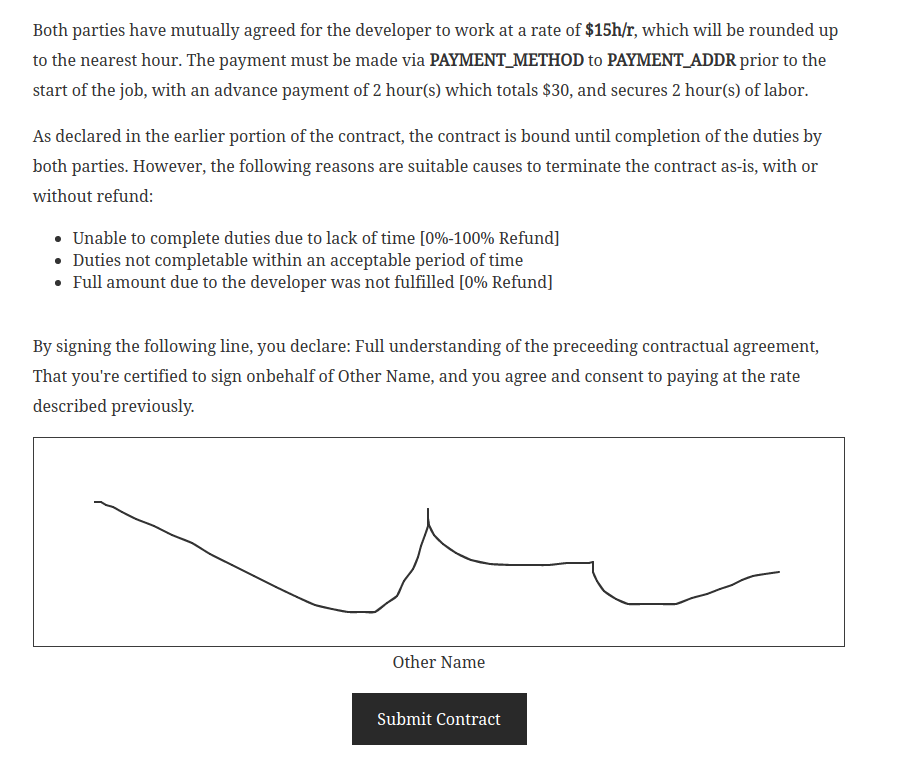 Both parties have mutually agreed for the developer to work at a rate of $15h/r, which will be rounded up
to the nearest hour. The payment must be made via PAYMENT_METHOD to PAYMENT_ADDR prior to the
start of the job, with an advance payment of 2 hour(s) which totals $30, and secures 2 hour(s) of labor.
As declared in the earlier portion of the contract, the contract is bound until completion of the duties by
both parties. However, the following reasons are suitable causes to terminate the contract as-is, with or
without refund:
• Unable to complete duties due to lack of time [0%-100% Refund]
• Duties not completable within an acceptable period of time
• Full amount due to the developer was not fulfilled [0% Refund]
By signing the following line, you declare: Full understanding of the preceeding contractual agreement,
That you're certified to sign onbehalf of Other Name, and you agree and consent to paying at the rate
described previously.
Other Name
Submit Contract